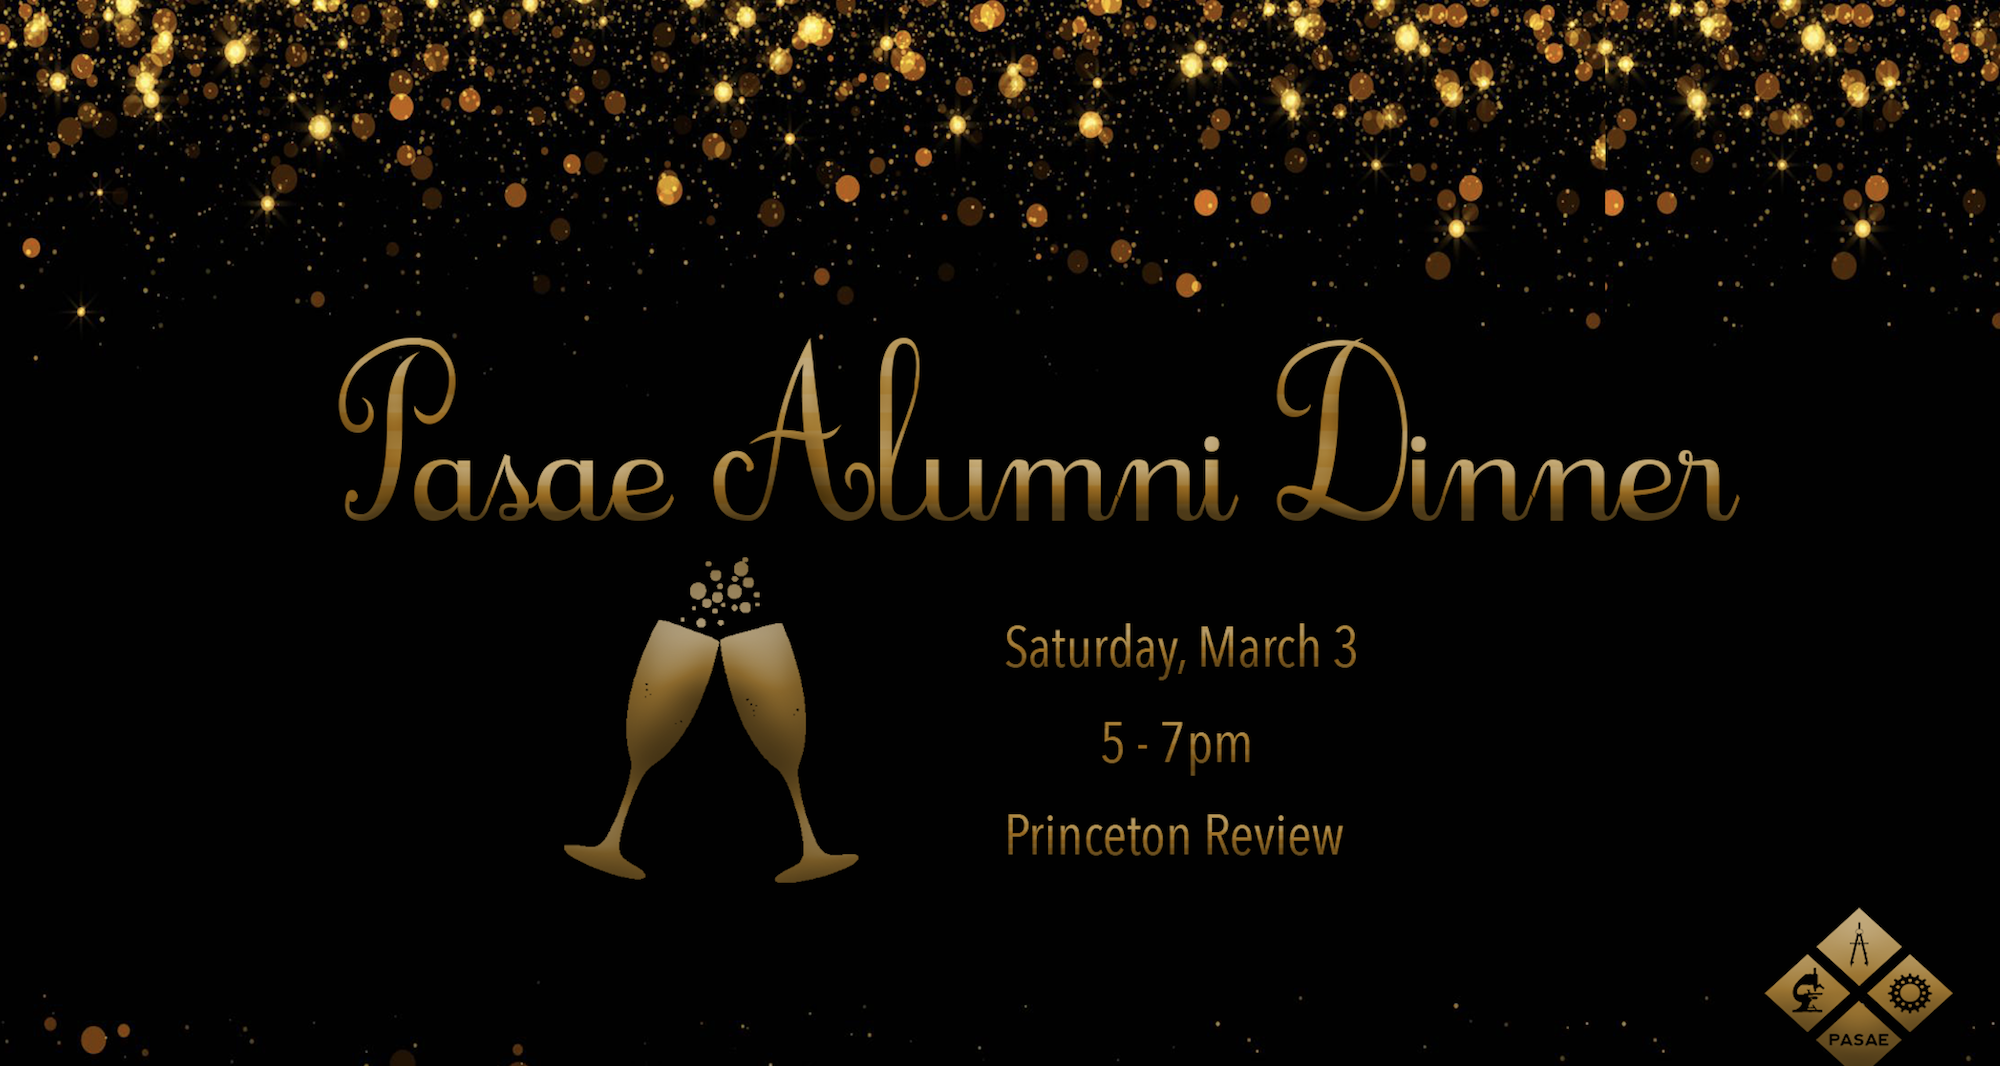 Pasae Alumni Dinner
Saturday, March 3
5 - 7pm
Princeton Review
PASAE